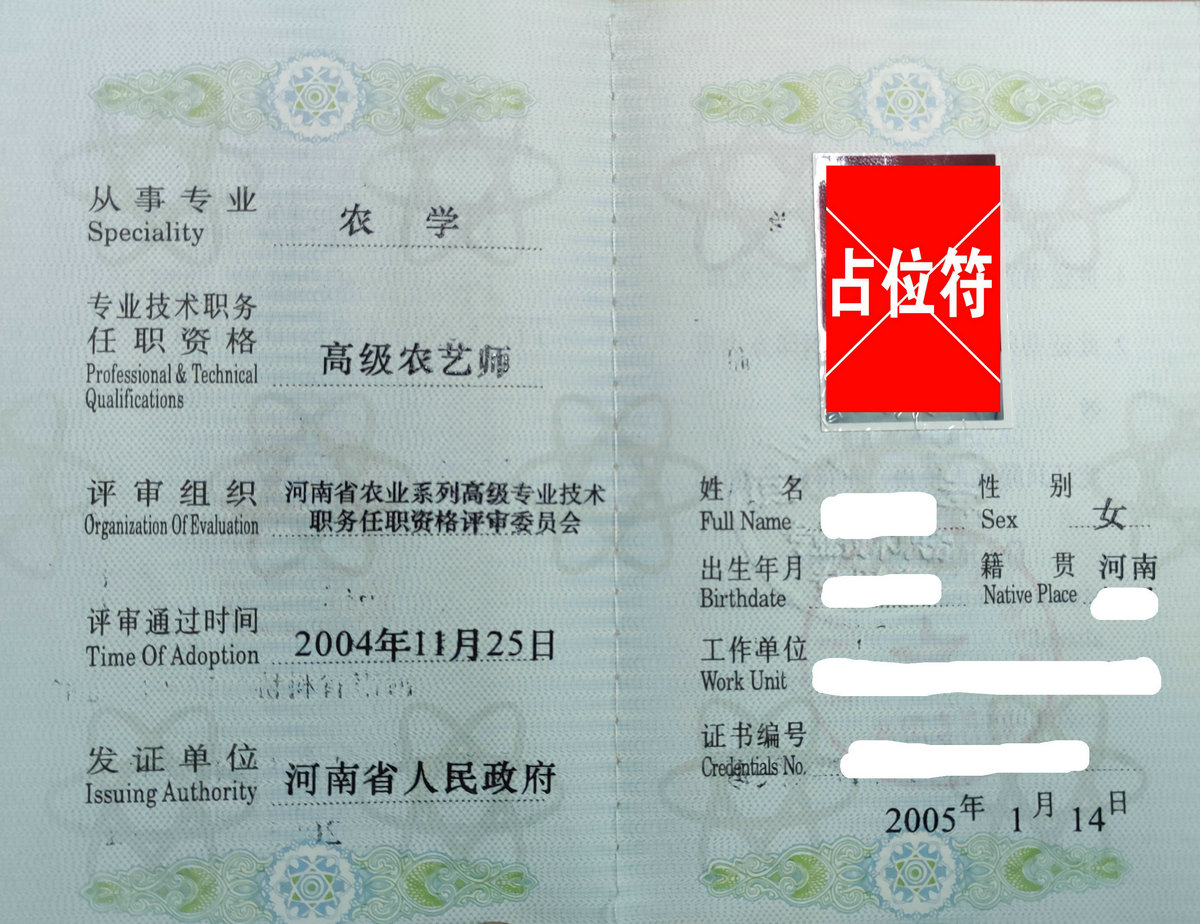 从事专业 农学
Speciality
专业技术职务
任职资格
高级农艺师
Professional & Technical
Qualifications
评审组织 河南省农业系列高级专业技术
Organization Of Evaluation 职务任职资格评审委员会
评审通过时间
Time Of Adoption 2004年11月25日
发证单位
Issuing Authority 河南省人民政府
占位符
姓名 性别
Full Name Sex 女
出生年月 籍贯 河南
Birthdate Native Place
工作单位
Work Unit
证书编号
Credentials No.
2005年1月14日